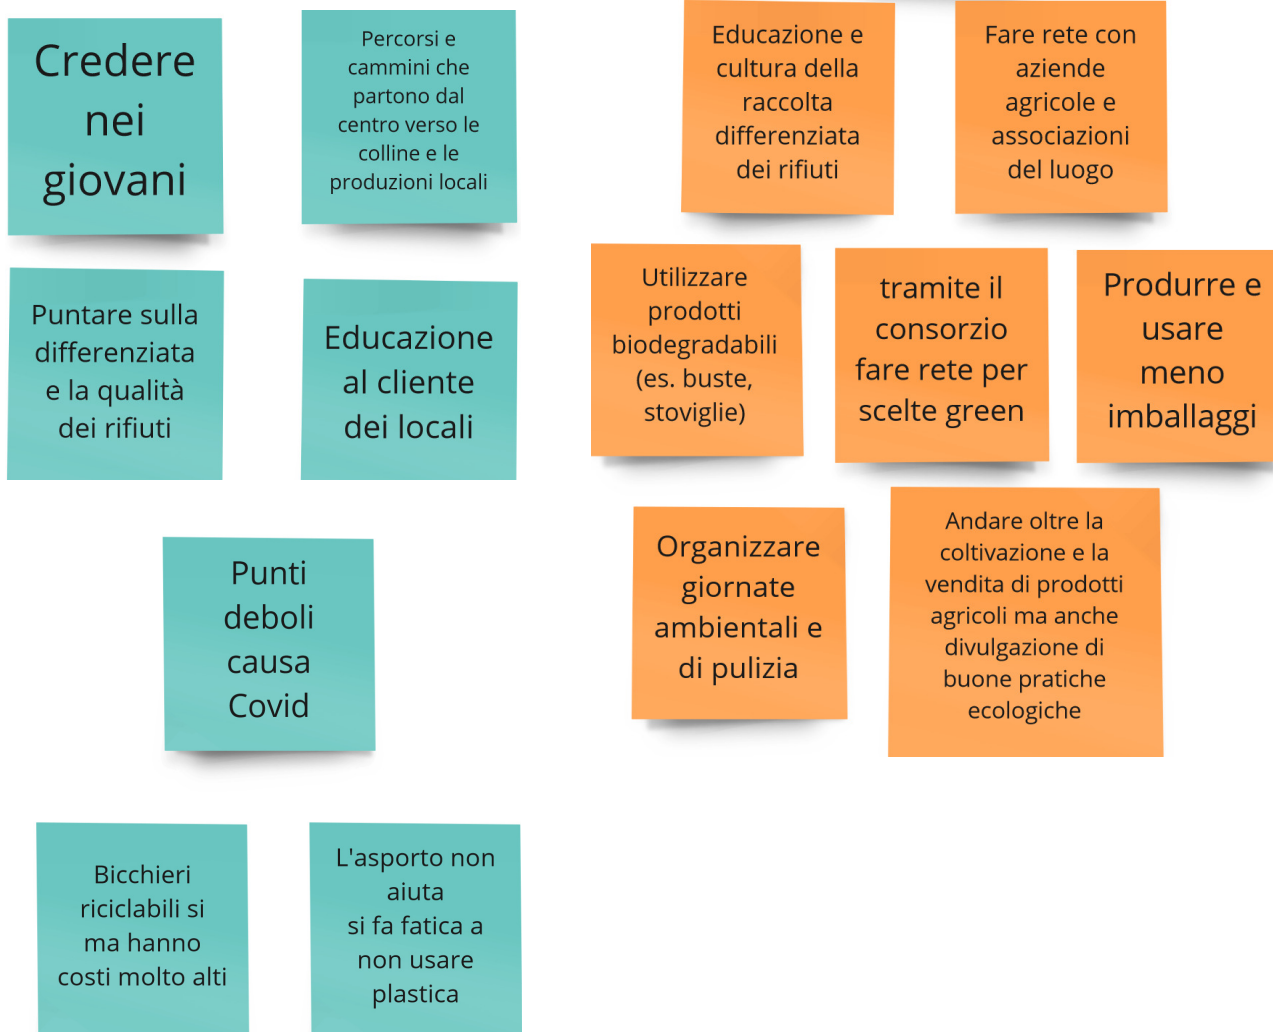 Credere
nei
giovani
Percorsi e
cammini che
partono dal
centro verso le
colline e le
produzioni locali
Puntare sulla
differenziata
e la qualità
dei rifiuti
Educazione
al cliente
dei locali
Punti
deboli
causa
Covid
Bicchieri
riciclabili si
ma hanno
costi molto alti
L'asporto non
aiuta
si fa fatica a
non usare
plastica
Educazione e
cultura della
raccolta
differenziata
dei rifiuti
Fare rete con
aziende
agricole e
associazioni
del luogo
Utilizzare
prodotti
biodegradabili
(es. buste,
stoviglie)
tramite il
consorzio
fare rete per
scelte green
Produrre e
usare
meno
imballaggi
Organizzare
giornate
ambientali e
di pulizia
Andare oltre la
coltivazione e la
vendita di prodotti
agricoli ma anche
divulgazione di
buone pratiche
ecologiche